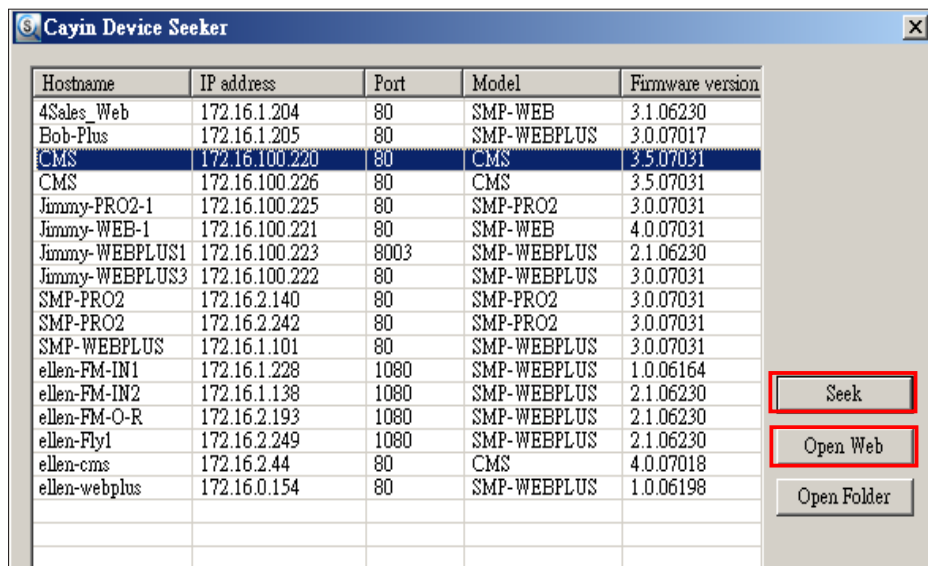 Cayin Device Seeker
Hostname IP address Port Model Firmware version
4Sales_Web 172.16.1.204 80 SMP-WEB 3.1.06230
Bob-Plus 172.16.1.205 80 SMP-WEBPLUS 3.0.07017
CMS 172.16.100.220 80 CMS 3.5.07031
CMS 172.16.100.226 80 CMS 3.5.07031
Jimmy-PRO2-1 172.16.100.225 80 SMP-PRO2 3.0.07031
Jimmy-WEB-1 172.16.100.221 80 SMP-WEB 4.0.07031
Jimmy-WEBPLUS1 172.16.100.223 8003 SMP-WEBPLUS 2.1.06230
Jimmy-WEBPLUS3 172.16.100.222 80 SMP-WEBPLUS 3.0.07031
SMP-PRO2 172.16.2.140 80 SMP-PRO2 3.0.07031
SMP-PRO2 172.16.2.242 80 SMP-PRO2 3.0.07031
SMP-WEBPLUS 172.16.1.101 80 SMP-WEBPLUS 3.0.07031
ellen-FM-IN1 172.16.1.228 1080 SMP-WEBPLUS 1.0.06164
ellen-FM-IN2 172.16.1.138 1080 SMP-WEBPLUS 2.1.06230
ellen-FM-O-R 172.16.2.193 1080 SMP-WEBPLUS 2.1.06230
ellen-Fly1 172.16.2.249 1080 SMP-WEBPLUS 2.1.06230
ellen-cms 172.16.2.44 80 CMS 4.0.07018
ellen-webplus 172.16.0.154 80 SMP-WEBPLUS 1.0.06198
Seek
Open Web
Open Folder